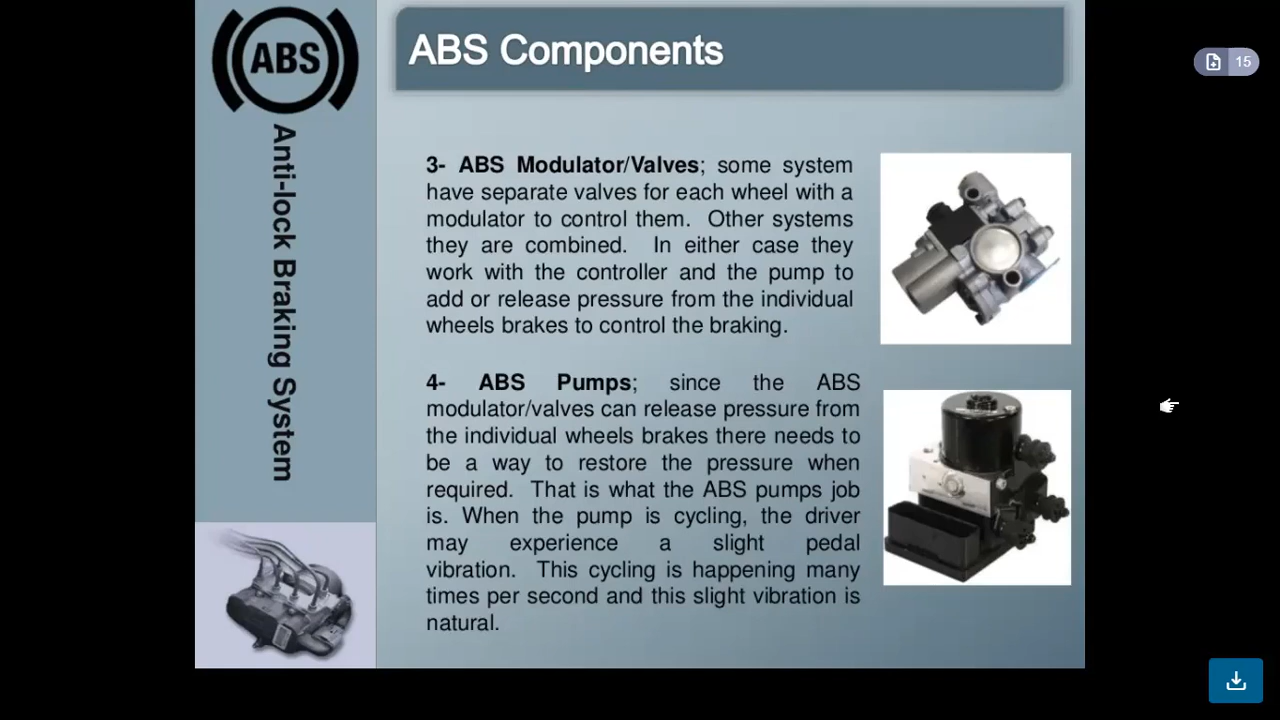 ABS
Anti-lock Braking System
ABS Components
3- ABS Modulator/Valves; some system
have separate valves for each wheel with a
modulator to control them. Other systems
they are combined. In either case they
work with the controller and the pump to
add or release pressure from the individual
wheels brakes to control the braking.
4- ABS Pumps; since the ABS
modulator/valves can release pressure from
the individual wheels brakes there needs to
be a way to restore the pressure when
required. That is what the ABS pumps job
is. When the pump is cycling, the driver
may experience a slight pedal
vibration. This cycling is happening many
times per second and this slight vibration is
natural.
15